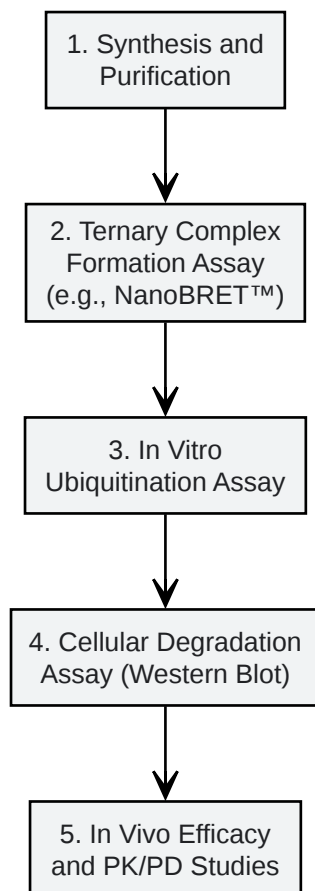 1. Synthesis and
Purification
2. Ternary Complex
Formation Assay
(e.g., NanoBRET™)
3. In Vitro
Ubiquitination Assay
4. Cellular Degradation
Assay (Western Blot)
5. In Vivo Efficacy
and PK/PD Studies